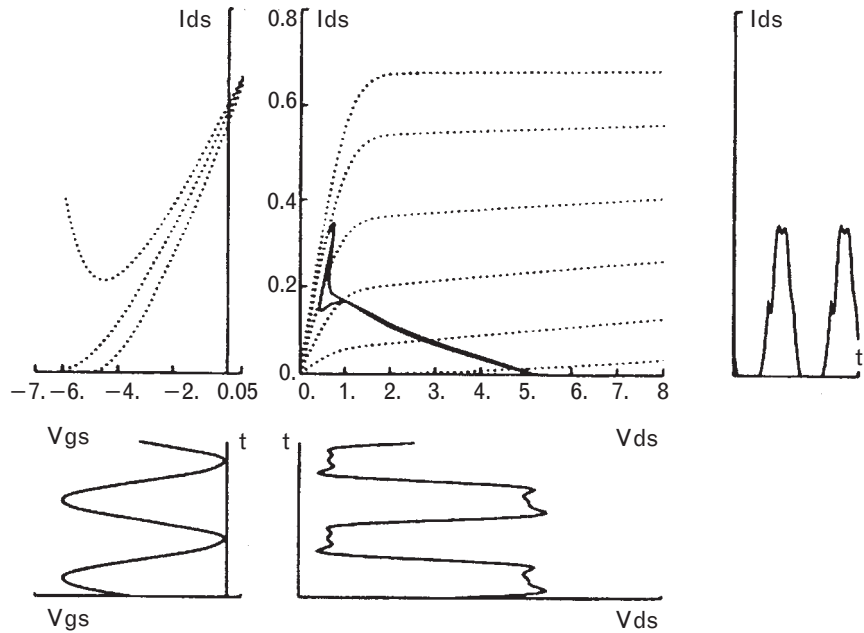 Ids
0.8
Ids
Ids
0.6
0.4
0.2
0.
t
−7. −6. −4. −2. 0.05
0. 1. 2. 3. 4. 5. 6. 7. 8
Vgs
t
t
Vds
Vgs
Vds